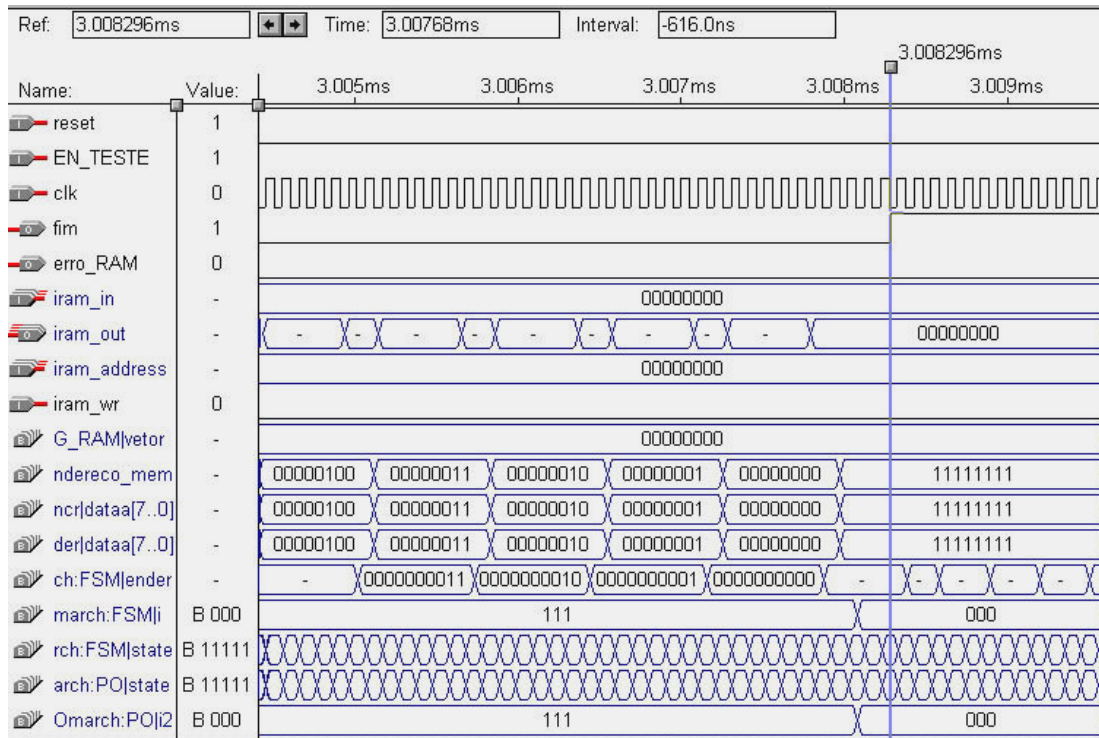 Ref: 3.008296ms Time: 3.00768ms Interval: -616.0ns
3.008296ms
Name: Value: 3.005ms 3.006ms 3.007ms 3.008ms 3.009ms
reset 1
EN_TESTE 1
clk 0
fim 1
erro_RAM 0
iram_in - 00000000
iram_out - - - - - - - - - - 00000000
iram_address - 00000000
iram_wr 0
G_RAM|vetor - 00000000
ndereco_mem - 00000100 00000011 00000010 00000001 00000000 11111111
ncr|dataa[7..0] - 00000100 00000011 00000010 00000001 00000000 11111111
der|dataa[7..0] - 00000100 00000011 00000010 00000001 00000000 11111111
ch:FSM|ender - - 0000000011 0000000010 0000000001 0000000000 - - - - - -
march:FSM|i B 000 111 000
rch:FSM|state B 11111
arch:PO|state B 11111
Omarch:PO|i2 B 000 111 000